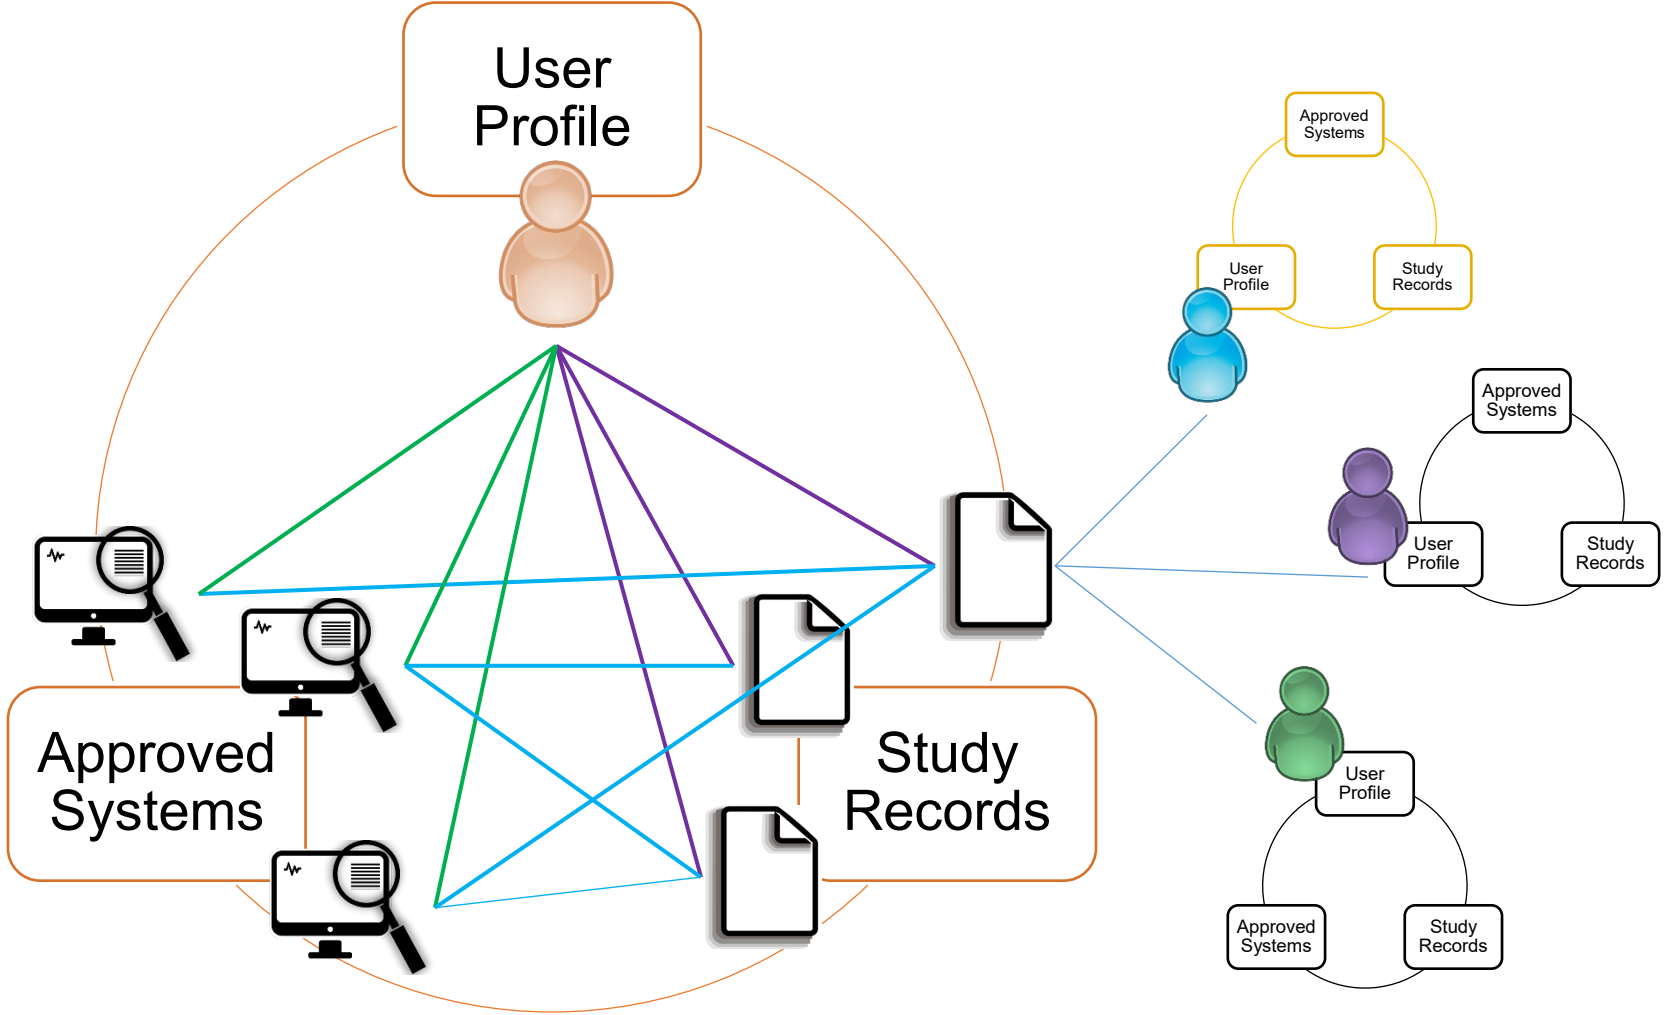 User
Profile
Approved
Systems
Study
Records
Approved
Systems
User
Profile
Study
Records
Approved
Systems
User
Profile
Study
Records
User
Profile
Approved
Systems
Study
Records